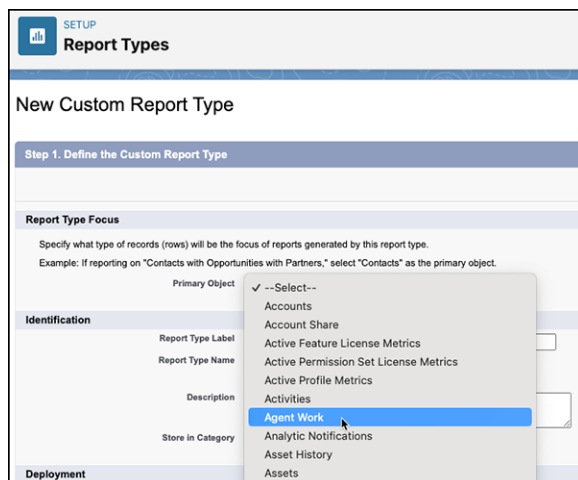 SETUP
Report Types
New Custom Report Type
Step 1. Define the Custom Report Type
Report Type Focus
Specify what type of records (rows) will be the focus of reports generated by this report type.
Example: If reporting on "Contacts with Opportunities with Partners," select "Contacts" as the primary object.
Primary Object
✓ --Select--
Accounts
Identification
Account Share
Report Type Label
Active Feature License Metrics
Report Type Name
Active Permission Set License Metrics
Active Profile Metrics
Description
Activities
Agent Work
Store in Category
Analytic Notifications
Asset History
Deployment
Assets